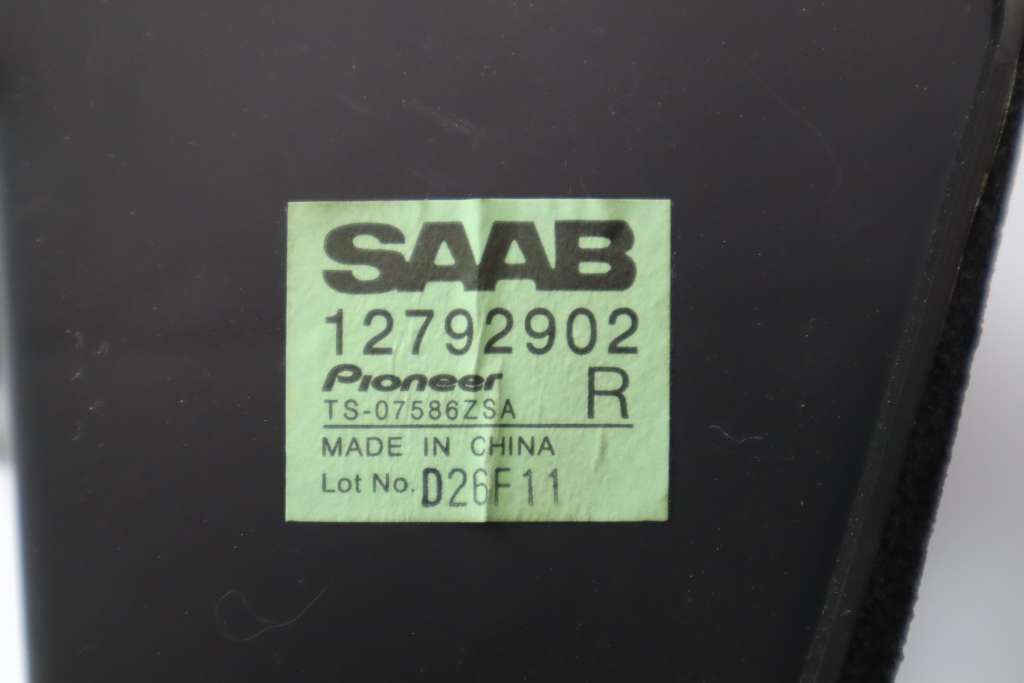 SAAB
12792902
Pioneer R
TS-07586ZSA
MADE IN CHINA
Lot No. D26F11